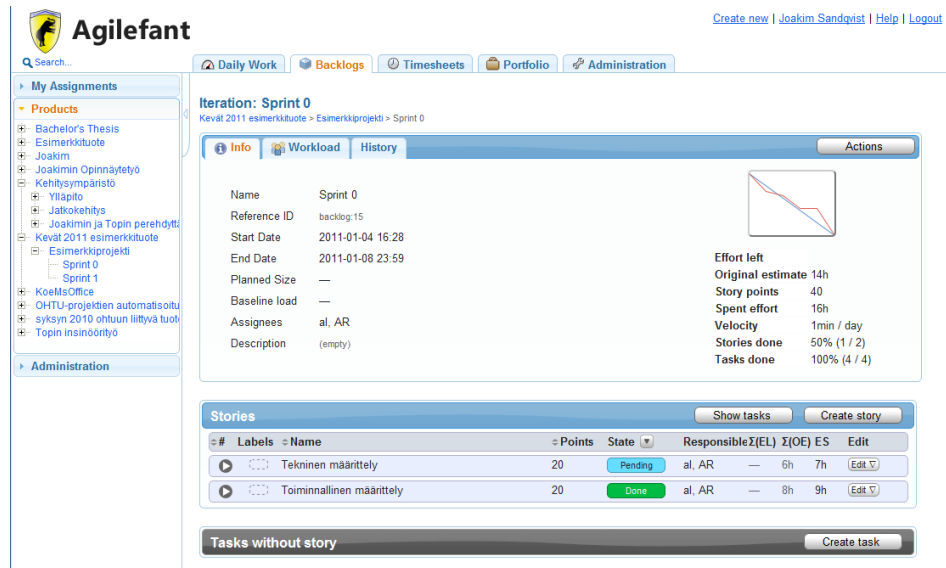 Agilefant
Create new | Joakim Sandqvist | Help | Logout
Search...
Daily Work Backlogs Timesheets Portfolio Administration
My Assignments
Products
Bachelor's Thesis
Esimerkkituote
Joakim
Joakimin Opinnäytetyö
Kehitysympäristö
Ylläpito
Jatkokehitys
Joakimin ja Topin perehdyttä
Kevät 2011 esimerkkituote
Esimerkkiprojekti
Sprint 0
Sprint 1
KoeMsOffice
OHTU-projektien automatisoitu
syksyn 2010 ohtuun liittyvä tuot
Topin insinöörityö
Administration
Iteration: Sprint 0
Kevät 2011 esimerkkituote > Esimerkkiprojekti > Sprint 0
Info Workload History Actions
Name Sprint 0
Reference ID backlog:15
Start Date 2011-01-04 16:28
End Date 2011-01-08 23:59
Planned Size —
Baseline load —
Assignees al, AR
Description (empty)
Effort left
Original estimate 14h
Story points 40
Spent effort 16h
Velocity 1min / day
Stories done 50% (1 / 2)
Tasks done 100% (4 / 4)
Stories Show tasks Create story
# Labels Name Points State Responsible Σ(EL) Σ(OE) ES Edit
Tekninen määrittely 20 Pending al, AR — 6h 7h Edit ▽
Toiminnallinen määrittely 20 Done al, AR — 8h 9h Edit ▽
Tasks without story Create task